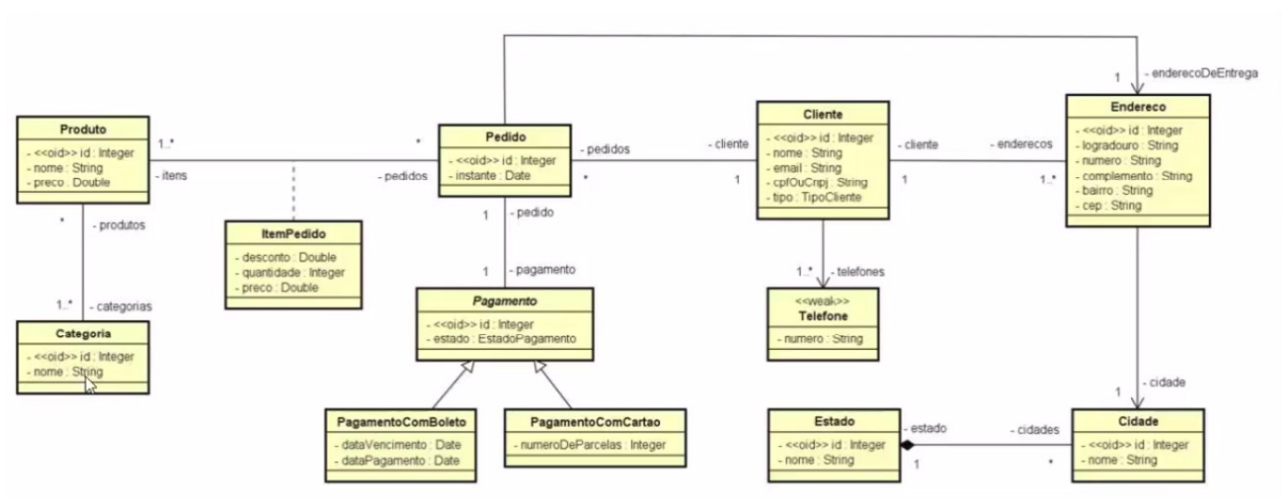 1 - enderecoDeEntrega
Produto
- <<oid>> id : Integer
- nome : String
- preco : Double
1..*
- itens
*
- pedidos
Pedido
- <<oid>> id : Integer
- instante : Date
- pedidos
*
- cliente
1
Cliente
- <<oid>> id : Integer
- nome : String
- email : String
- cpfOuCnpj : String
- tipo : TipoCliente
- cliente
1
- enderecos
1..*
Endereco
- <<oid>> id : Integer
- logradouro : String
- numero : String
- complemento : String
- bairro : String
- cep : String
* - produtos
1..* - categorias
Categoria
- <<oid>> id : Integer
- nome : String
ItemPedido
- desconto : Double
- quantidade : Integer
- preco : Double
1 - pedido
1 - pagamento
Pagamento
- <<oid>> id : Integer
- estado : EstadoPagamento
PagamentoComBoleto
- dataVencimento : Date
- dataPagamento : Date
PagamentoComCartao
- numeroDeParcelas : Integer
1..* - telefones
<<weak>>
Telefone
- numero : String
1 - cidade
Estado
- <<oid>> id : Integer
- nome : String
- estado
1
- cidades
*
Cidade
- <<oid>> id : Integer
- nome : String